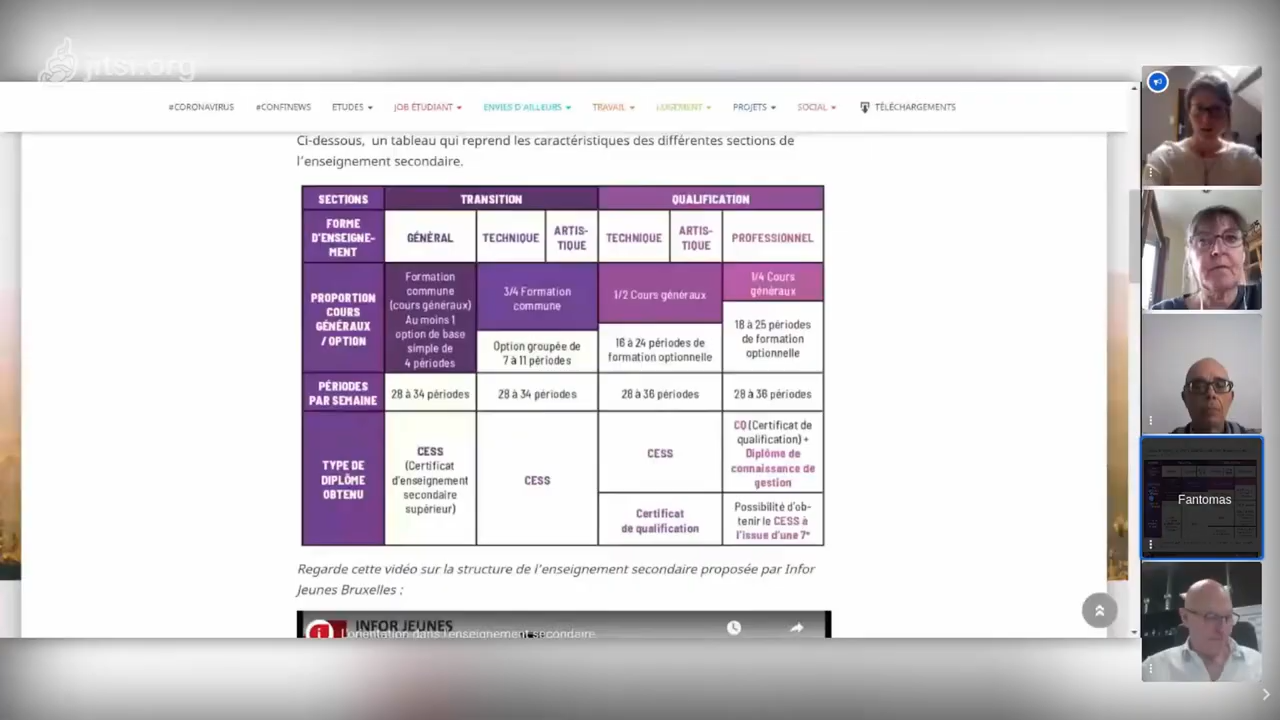 jitsi.org
#CORONAVIRUS #CONFINEWS ETUDES JOB ÉTUDIANT ENVIES D'AILLEURS TRAVAIL LOGEMENT PROJETS SOCIAL TÉLÉCHARGEMENTS
Ci-dessous, un tableau qui reprend les caractéristiques des différentes sections de
l'enseignement secondaire.
SECTIONS TRANSITION QUALIFICATION
FORME
D'ENSEIGNE-
MENT
GÉNÉRAL
TECHNIQUE
ARTIS-
TIQUE
TECHNIQUE
ARTIS-
TIQUE
PROFESSIONNEL
PROPORTION
COURS
GÉNÉRAUX
/ OPTION
Formation
commune
(cours généraux)
Au moins 1
option de base
simple de
4 périodes
3/4 Formation
commune
Option groupée de
7 à 11 périodes
1/2 Cours généraux
16 à 24 périodes de
formation optionnelle
1/4 Cours
généraux
18 à 25 périodes
de formation
optionnelle
PÉRIODES
PAR SEMAINE
28 à 34 périodes
28 à 34 périodes
28 à 36 périodes
28 à 36 périodes
TYPE DE
DIPLÔME
OBTENU
CESS
(Certificat
d'enseignement
secondaire
supérieur)
CESS
CESS
Certificat
de qualification
CQ (Certificat de
qualification) +
Diplôme de
connaissance de
gestion
Possibilité d'ob-
tenir le CESS à
l'issue d'une 7e
Regarde cette vidéo sur la structure de l'enseignement secondaire proposée par Infor
Jeunes Bruxelles :
INFOR JEUNES
L'orientation dans l'enseignement secondaire
Fantomas